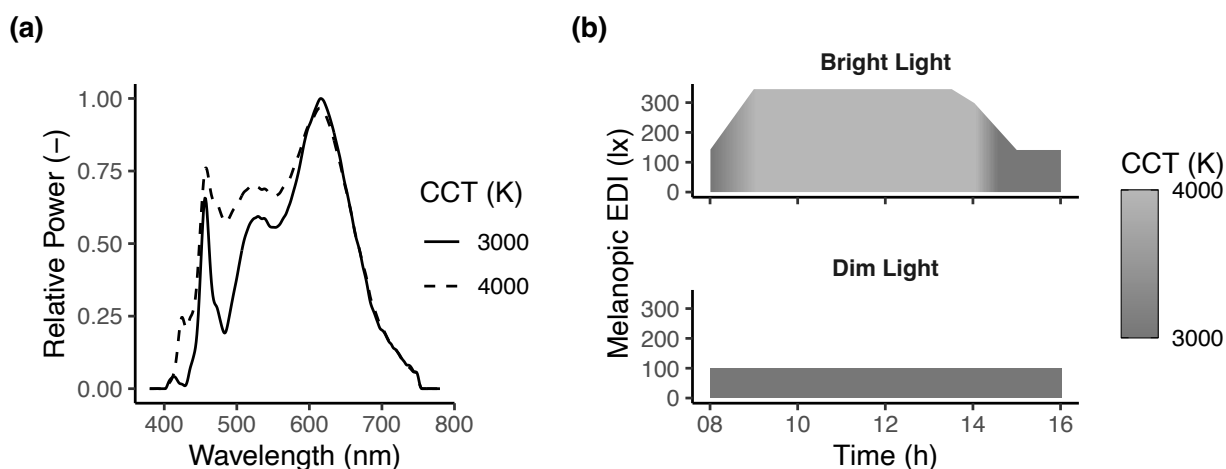 (a)
Relative Power (−)
1.00
0.75
0.50
0.25
0.00
400 500 600 700 800
Wavelength (nm)
CCT (K)
3000
4000
(b)
Melanopic EDI (lx)
Bright Light
300
200
100
0
Dim Light
300
200
100
0
08 10 12 14 16
Time (h)
CCT (K)
4000
3000